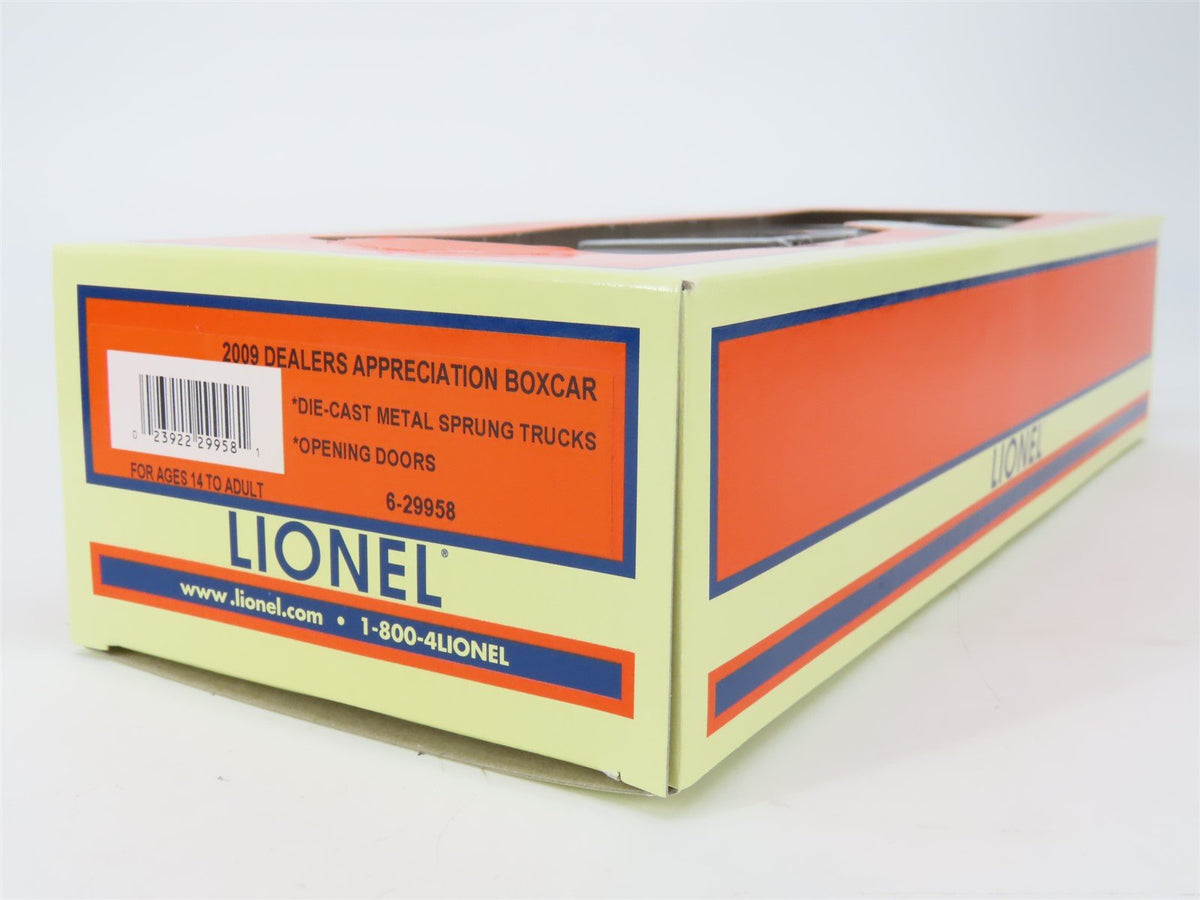 2009 DEALERS APPRECIATION BOXCAR
*DIE-CAST METAL SPRUNG TRUCKS
*OPENING DOORS
0 23922 29958 1
FOR AGES 14 TO ADULT
6-29958
LIONEL®
www.lionel.com • 1-800-4LIONEL
LIONEL